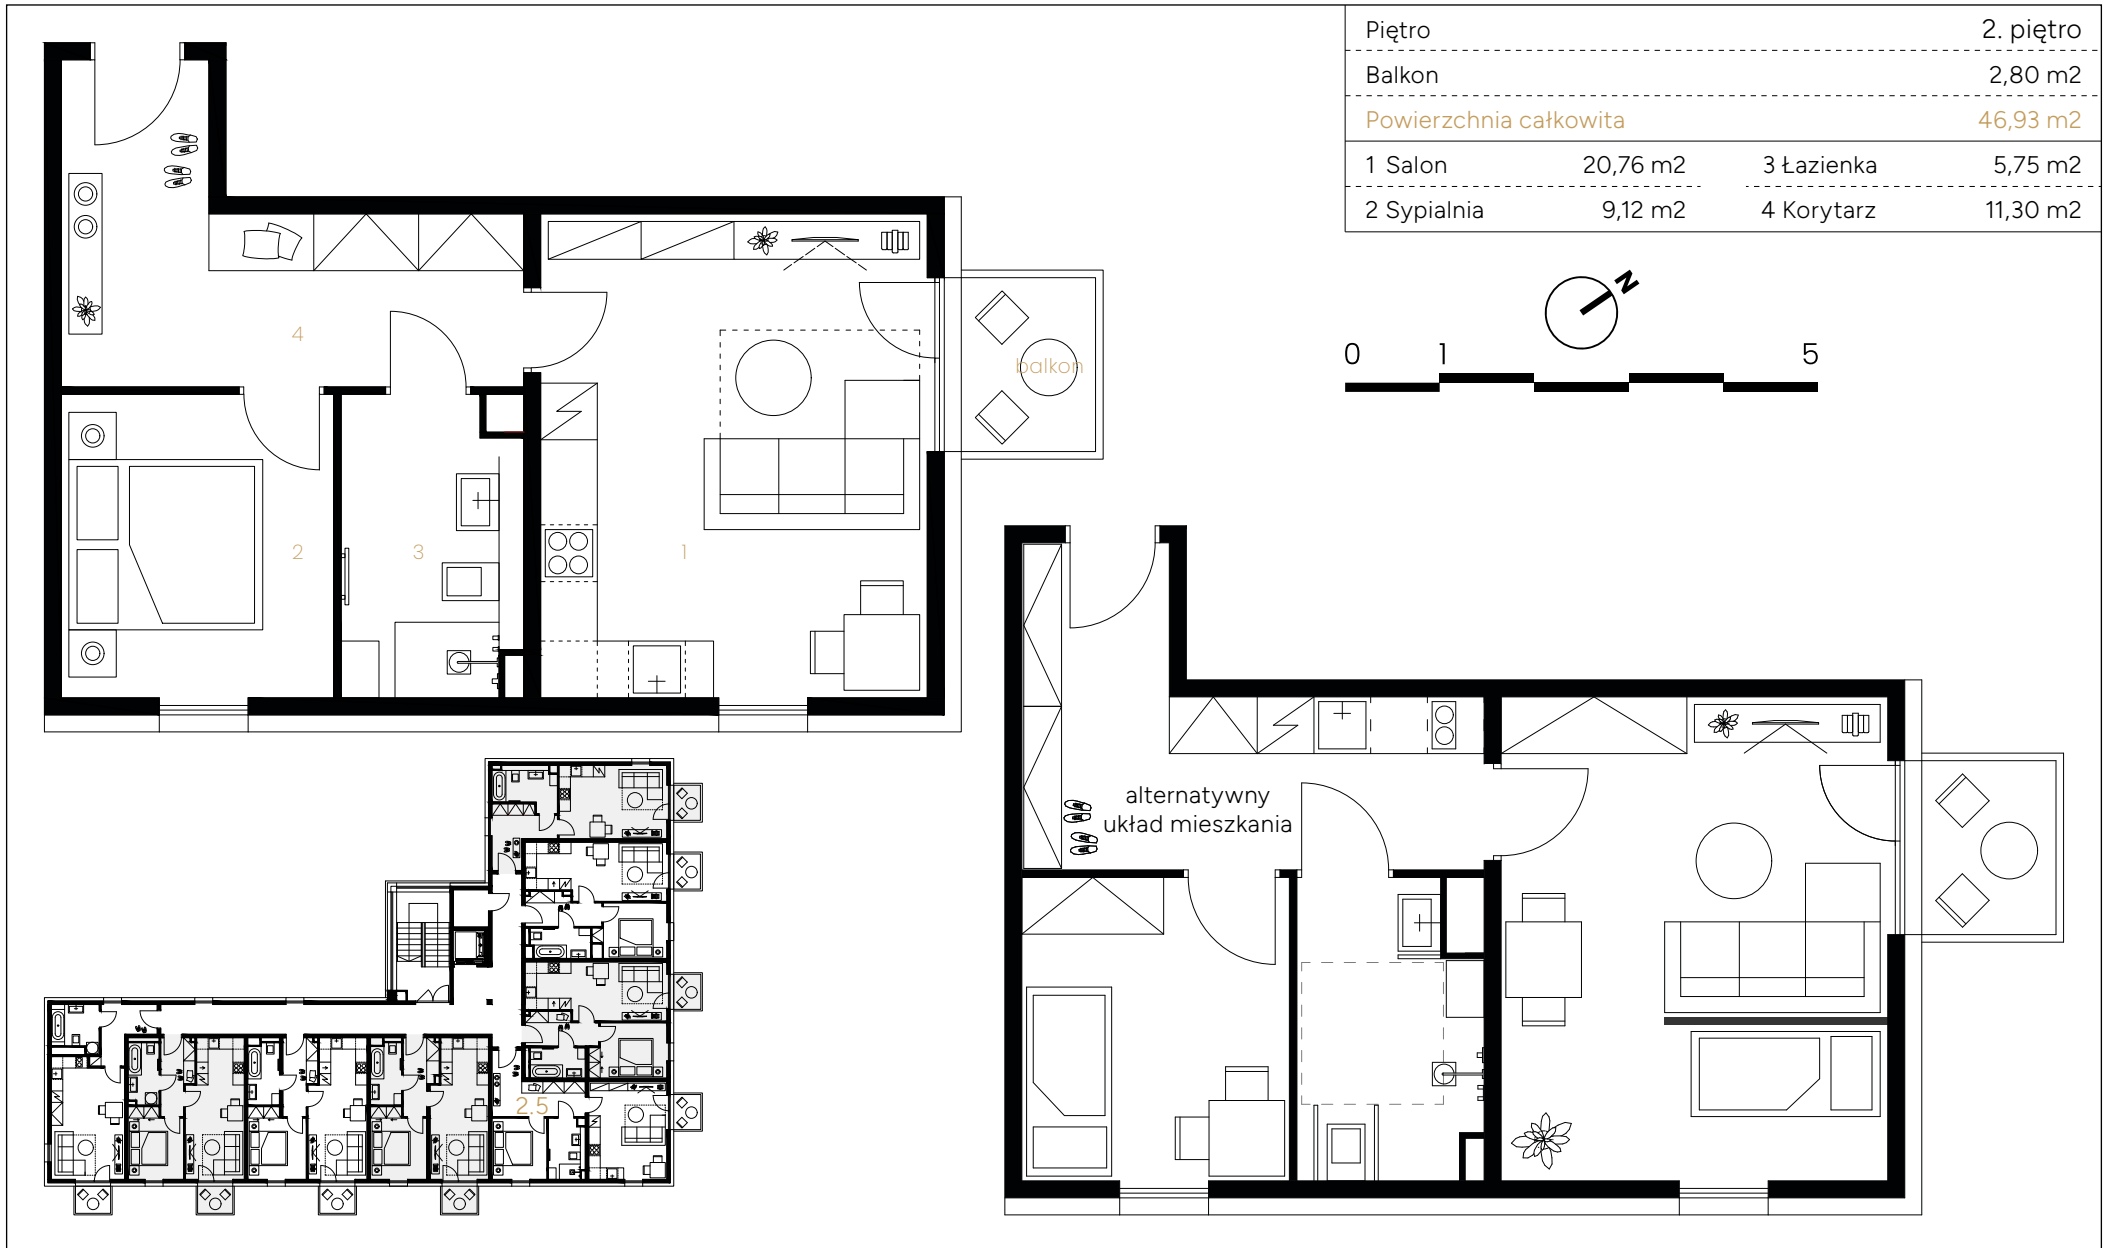 Piętro 2. piętro
Balkon 2,80 m2
Powierzchnia całkowita 46,93 m2
1 Salon 20,76 m2 3 Łazienka 5,75 m2
2 Sypialnia 9,12 m2 4 Korytarz 11,30 m2
N
0 1 5
4
balkon
2 3 1
alternatywny
układ mieszkania
2.5